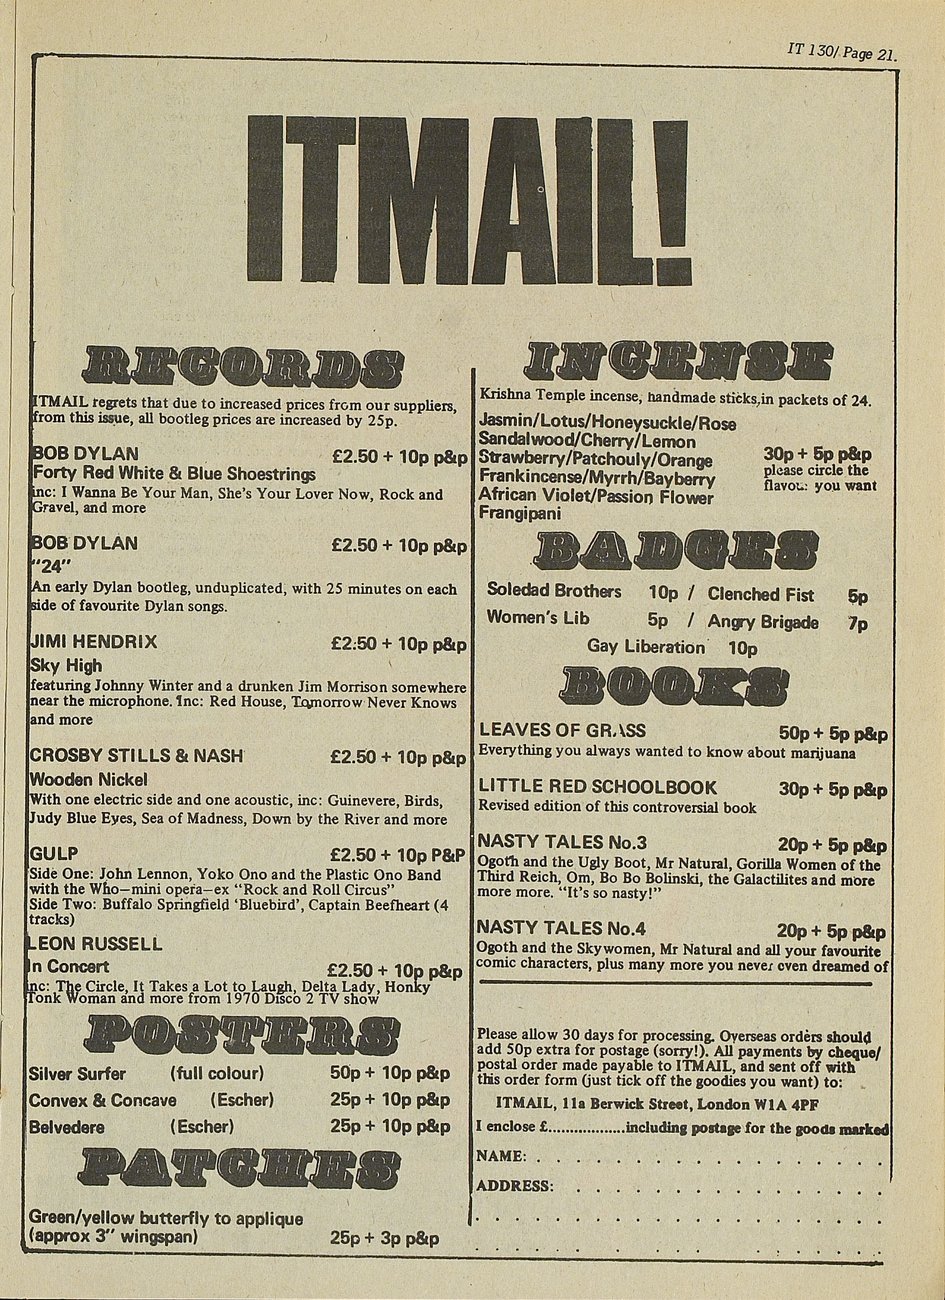 IT 130/ Page 21.
ITMAIL!
RECORDS
ITMAIL regrets that due to increased prices from our suppliers,
from this issue, all bootleg prices are increased by 25p.
BOB DYLAN £2.50 + 10p p&p
Forty Red White & Blue Shoestrings
inc: I Wanna Be Your Man, She's Your Lover Now, Rock and
Gravel, and more
BOB DYLAN £2.50 + 10p p&p
"24"
An early Dylan bootleg, unduplicated, with 25 minutes on each
side of favourite Dylan songs.
JIMI HENDRIX £2.50 + 10p p&p
Sky High
featuring Johnny Winter and a drunken Jim Morrison somewhere
near the microphone. Inc: Red House, Tomorrow Never Knows
and more
CROSBY STILLS & NASH £2.50 + 10p p&p
Wooden Nickel
With one electric side and one acoustic, inc: Guinevere, Birds,
Judy Blue Eyes, Sea of Madness, Down by the River and more
GULP £2.50 + 10p P&P
Side One: John Lennon, Yoko Ono and the Plastic Ono Band
with the Who—mini opera—ex "Rock and Roll Circus"
Side Two: Buffalo Springfield 'Bluebird', Captain Beefheart (4
tracks)
LEON RUSSELL
In Concert £2.50 + 10p p&p
inc: The Circle, It Takes a Lot to Laugh, Delta Lady, Honky
Tonk Woman and more from 1970 Disco 2 TV show
POSTERS
Silver Surfer (full colour) 50p + 10p p&p
Convex & Concave (Escher) 25p + 10p p&p
Belvedere (Escher) 25p + 10p p&p
PATCHES
Green/yellow butterfly to applique
(approx 3" wingspan) 25p + 3p p&p
INCENSE
Krishna Temple incense, handmade sticks, in packets of 24.
Jasmin/Lotus/Honeysuckle/Rose
Sandalwood/Cherry/Lemon
Strawberry/Patchouly/Orange
Frankincense/Myrrh/Bayberry
African Violet/Passion Flower
Frangipani
30p + 5p p&p
please circle the
flavour you want
BADGES
Soledad Brothers 10p / Clenched Fist 5p
Women's Lib 5p / Angry Brigade 7p
Gay Liberation 10p
BOOKS
LEAVES OF GRASS 50p + 5p p&p
Everything you always wanted to know about marijuana
LITTLE RED SCHOOLBOOK 30p + 5p p&p
Revised edition of this controversial book
NASTY TALES No.3 20p + 5p p&p
Ogoth and the Ugly Boot, Mr Natural, Gorilla Women of the
Third Reich, Om, Bo Bo Bolinski, the Galactilites and more
more more. "It's so nasty!"
NASTY TALES No.4 20p + 5p p&p
Ogoth and the Skywomen, Mr Natural and all your favourite
comic characters, plus many more you never even dreamed of
Please allow 30 days for processing. Overseas orders should
add 50p extra for postage (sorry!). All payments by cheque/
postal order made payable to ITMAIL, and sent off with
this order form (just tick off the goodies you want) to:
ITMAIL, 11a Berwick Street, London W1A 4PF
I enclose £...................including postage for the goods marked
NAME: . . . . . . . . . . . . . . . . . .
ADDRESS: . . . . . . . . . . . . . . . .